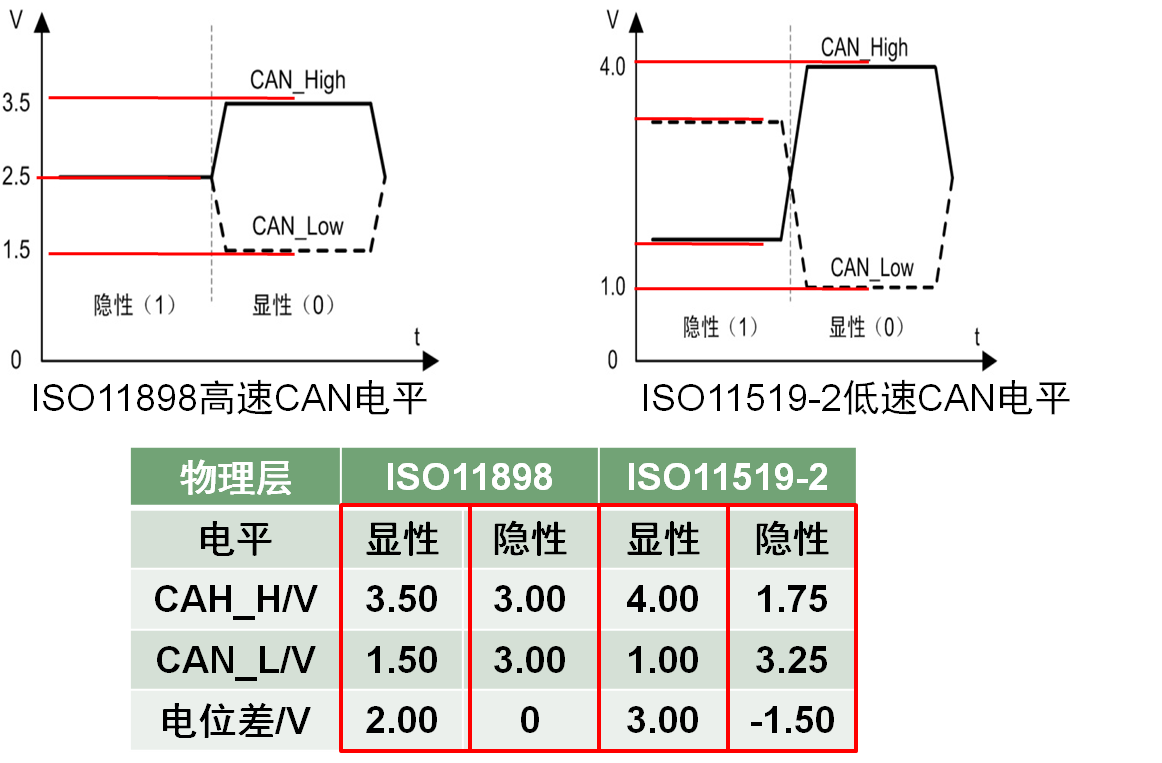 V
CAN_High
3.5
2.5
CAN_Low
1.5
隐性（1） 显性（0）
t
0
ISO11898高速CAN电平
V
CAN_High
4.0
CAN_Low
1.0
隐性（1） 显性（0）
t
0
ISO11519-2低速CAN电平
物理层 ISO11898 ISO11519-2
电平 显性 隐性 显性 隐性
CAH_H/V 3.50 3.00 4.00 1.75
CAN_L/V 1.50 3.00 1.00 3.25
电位差/V 2.00 0 3.00 -1.50